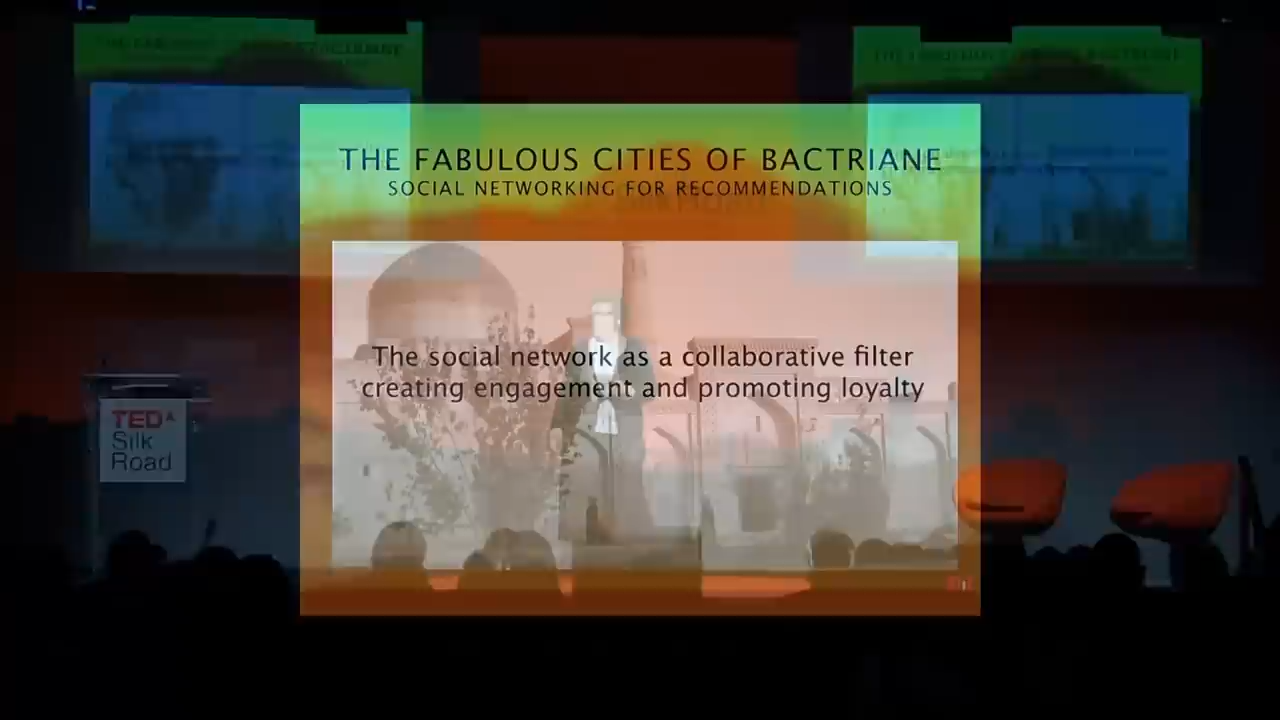 THE FABULOUS CITIES OF BACTRIANE
SOCIAL NETWORKING FOR RECOMMENDATIONS
The social network as a collaborative filter
creating engagement and promoting loyalty
TEDx
Silk
Road